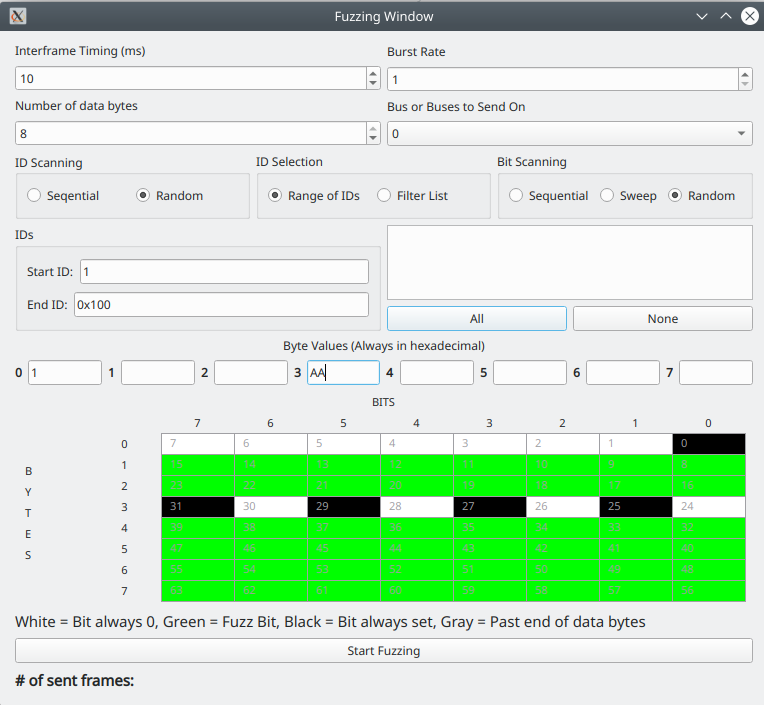 Fuzzing Window
Interframe Timing (ms)
Burst Rate
10
1
Number of data bytes
Bus or Buses to Send On
8
0
ID Scanning
ID Selection
Bit Scanning
Seqential
Random
Range of IDs
Filter List
Sequential
Sweep
Random
IDs
Start ID: 1
End ID: 0x100
All
None
Byte Values (Always in hexadecimal)
0 1 1 2 3 AA 4 5 6 7
BITS
7 6 5 4 3 2 1 0
0 7 6 5 4 3 2 1 0
1 15 14 13 12 11 10 9 8
2 23 22 21 20 19 18 17 16
3 31 30 29 28 27 26 25 24
4 39 38 37 36 35 34 33 32
5 47 46 45 44 43 42 41 40
6 55 54 53 52 51 50 49 48
7 63 62 61 60 59 58 57 56
B
Y
T
E
S
White = Bit always 0, Green = Fuzz Bit, Black = Bit always set, Gray = Past end of data bytes
Start Fuzzing
# of sent frames: